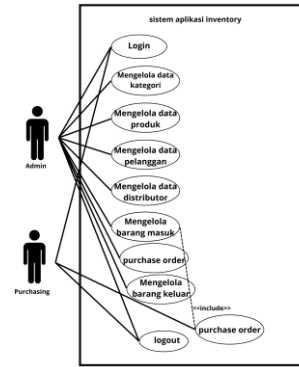 sistem aplikasi inventory
Login
Mengelola data
kategori
Mengelola data
produk
Mengelola data
pelanggan
Mengelola data
distributor
Mengelola
barang masuk
purchase order
Mengelola
barang keluar
<<include>>
purchase order
logout
Admin
Purchasing